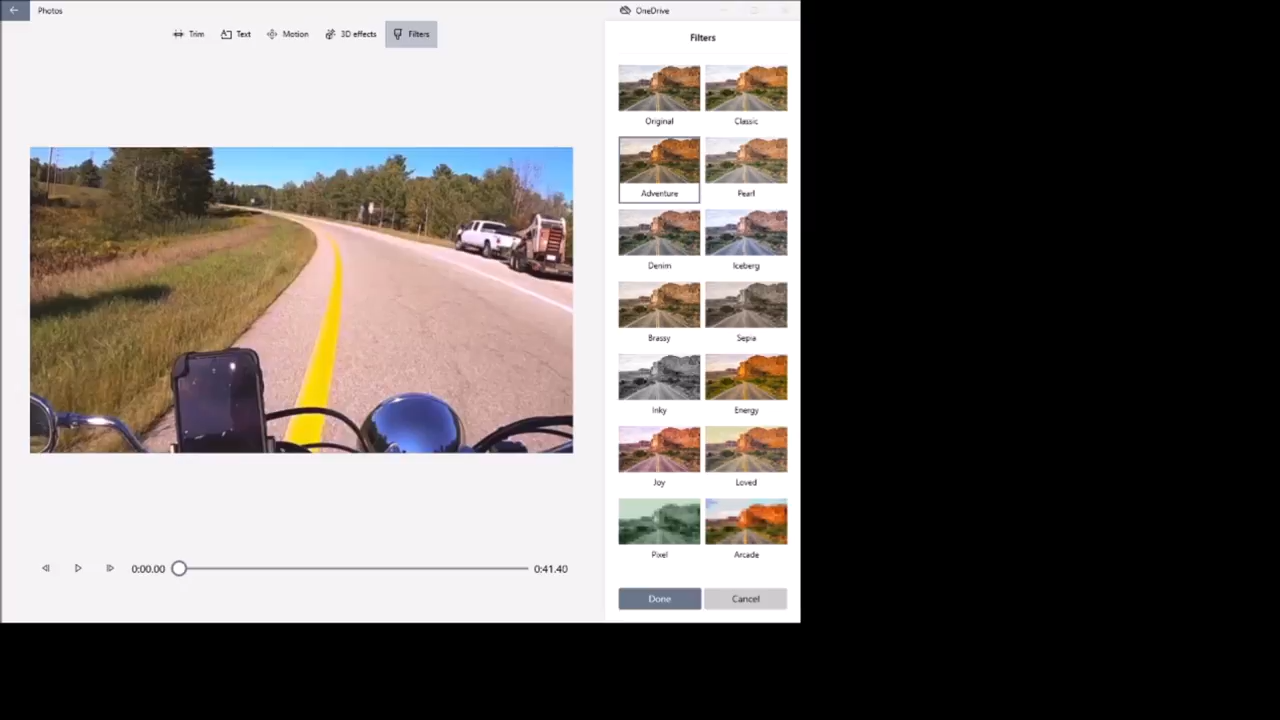 Photos
OneDrive
Trim Text Motion 3D effects Filters
Filters
Original Classic
Adventure Pearl
Denim Iceberg
Brassy Sepia
Inky Energy
Joy Loved
Pixel Arcade
0:00.00 0:41.40
Done Cancel